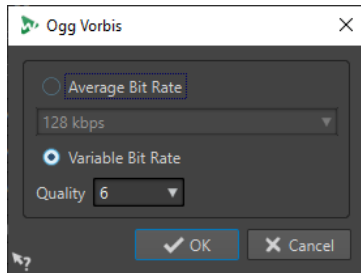 Ogg Vorbis
Average Bit Rate
128 kbps
Variable Bit Rate
Quality 6
OK Cancel
?